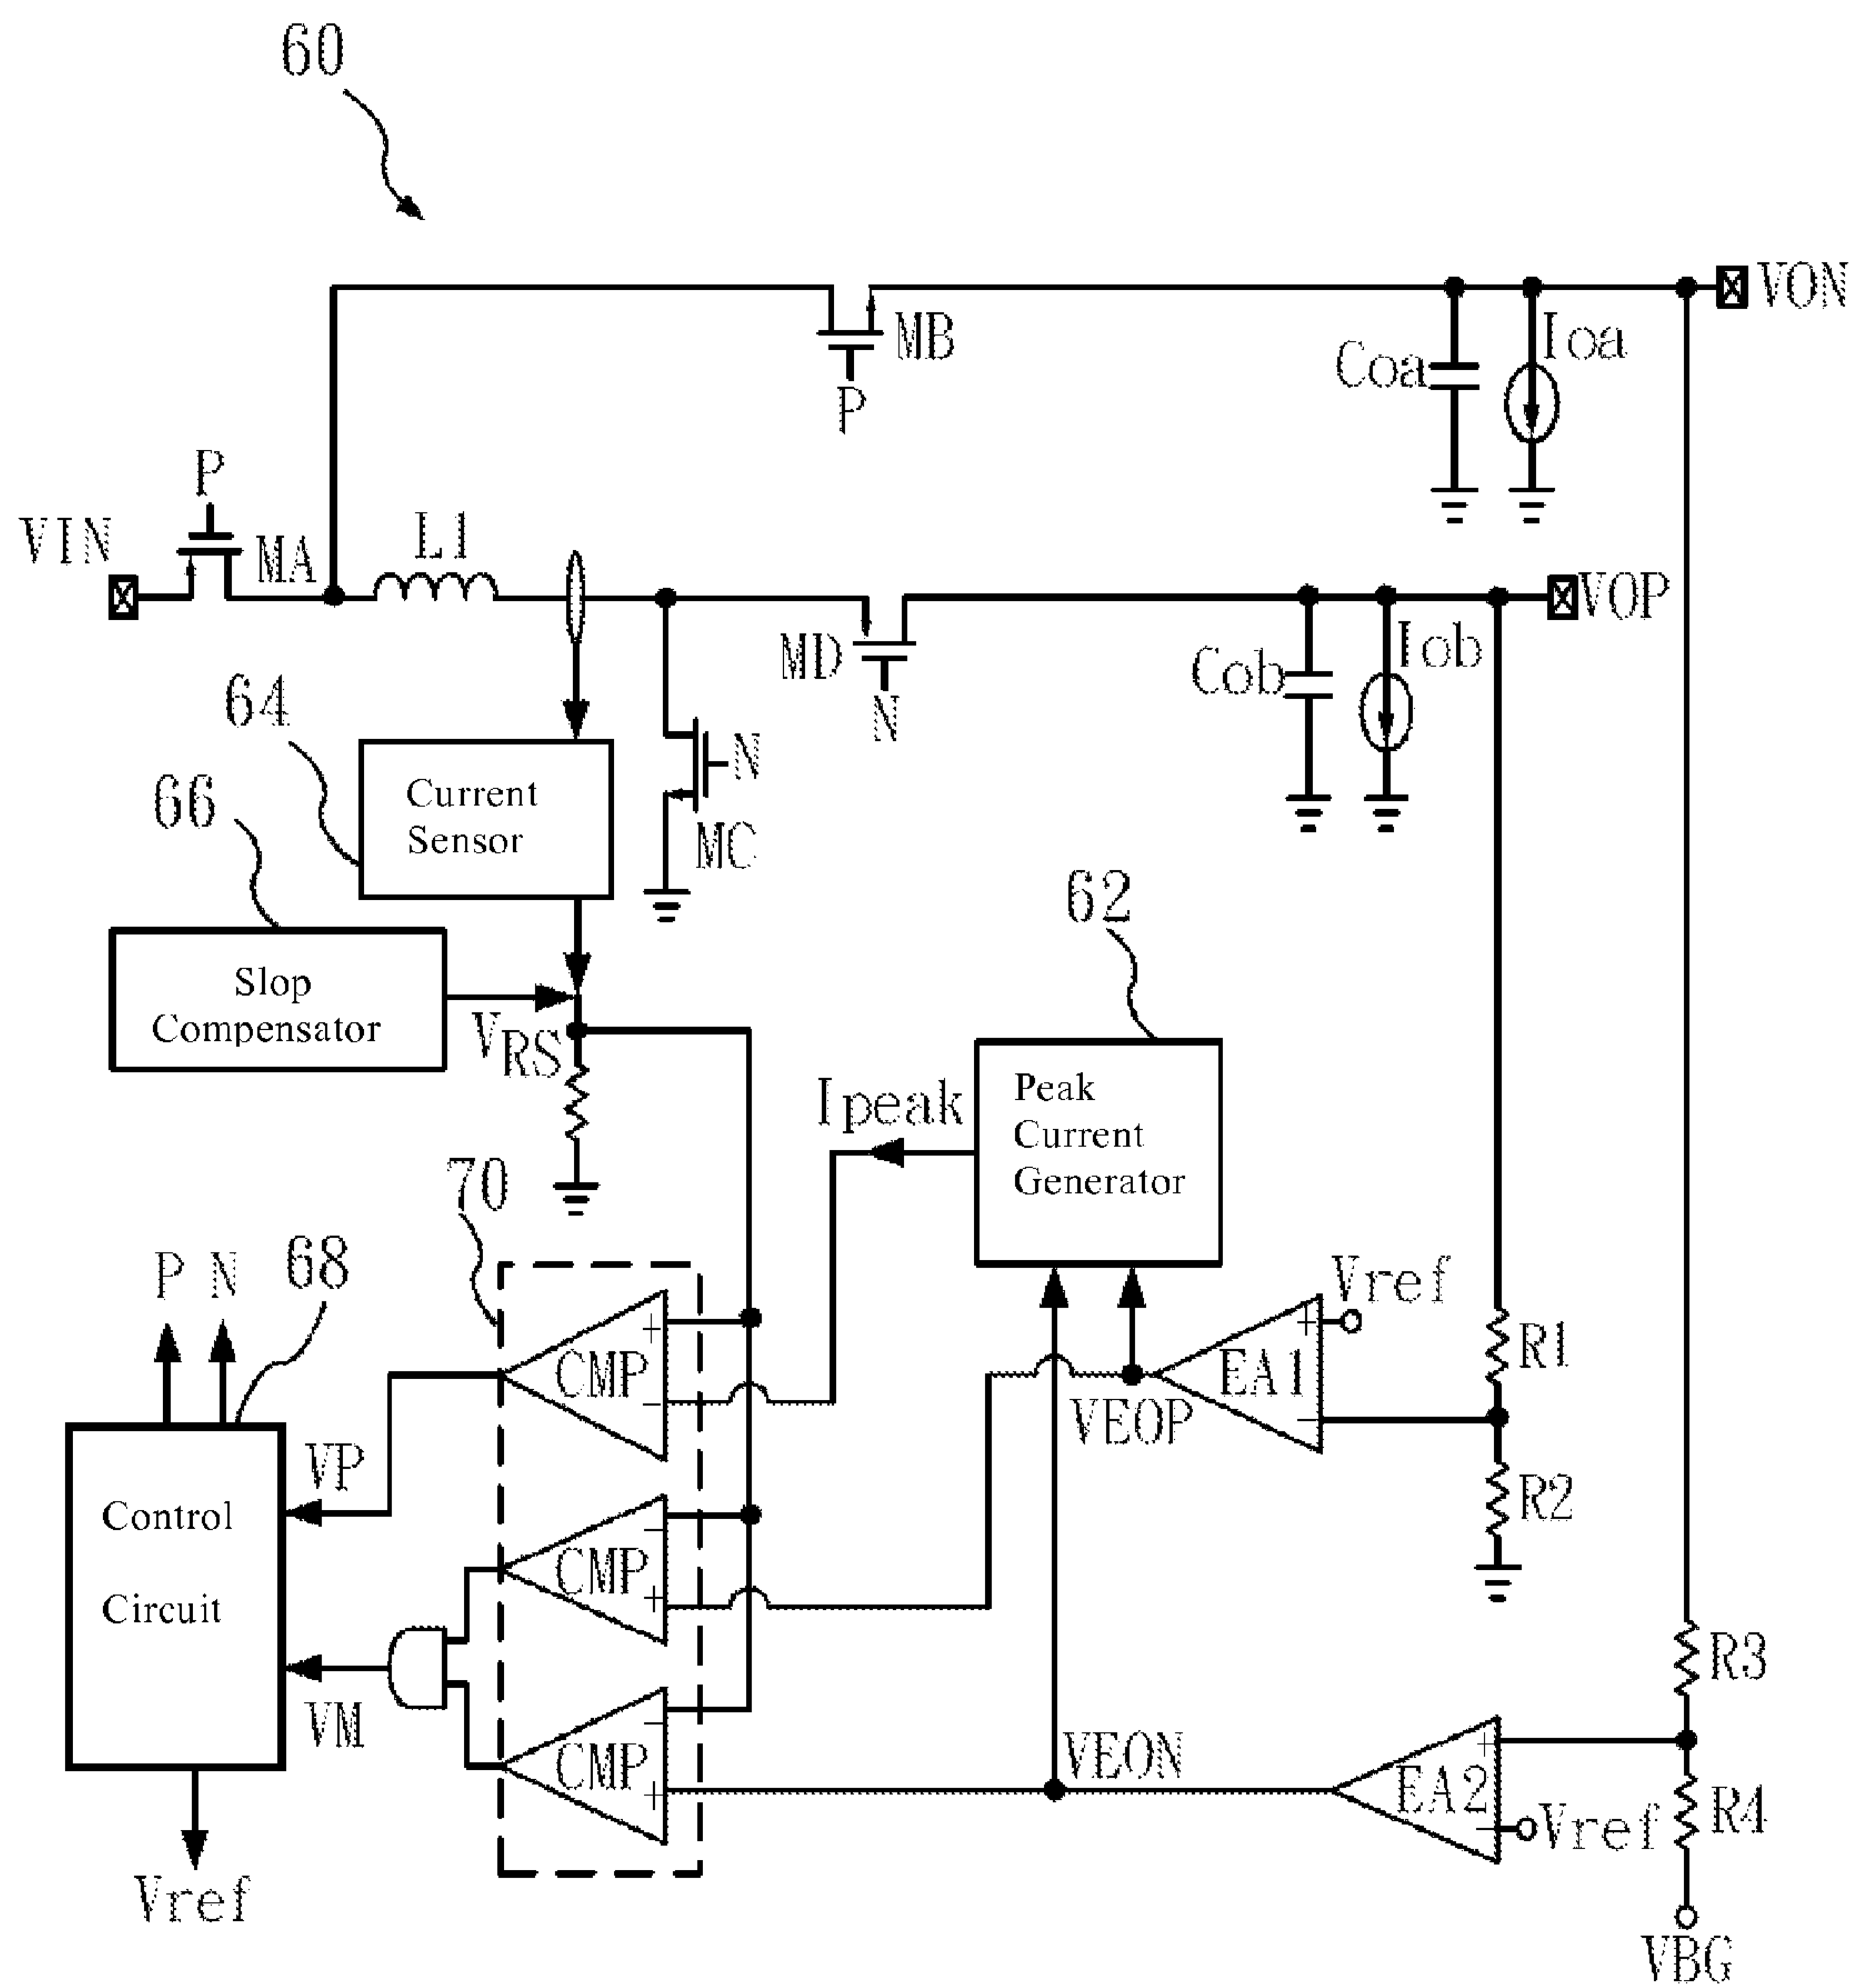 60
VON
MB
P
Coa
Ioa
P
VIN
MA
L1
VOP
MD
N
Cob
Iob
64
Current
Sensor
N
MC
66
Slop
Compensator
VRS
62
Peak
Current
Generator
Ipeak
70
P N
68
CMP
+
-
Vref
+
EA1
-
VEOP
R1
R2
VP
Control
Circuit
CMP
-
+
VM
CMP
-
+
VEON
EA2
+
-
Vref
R3
R4
Vref
VBG